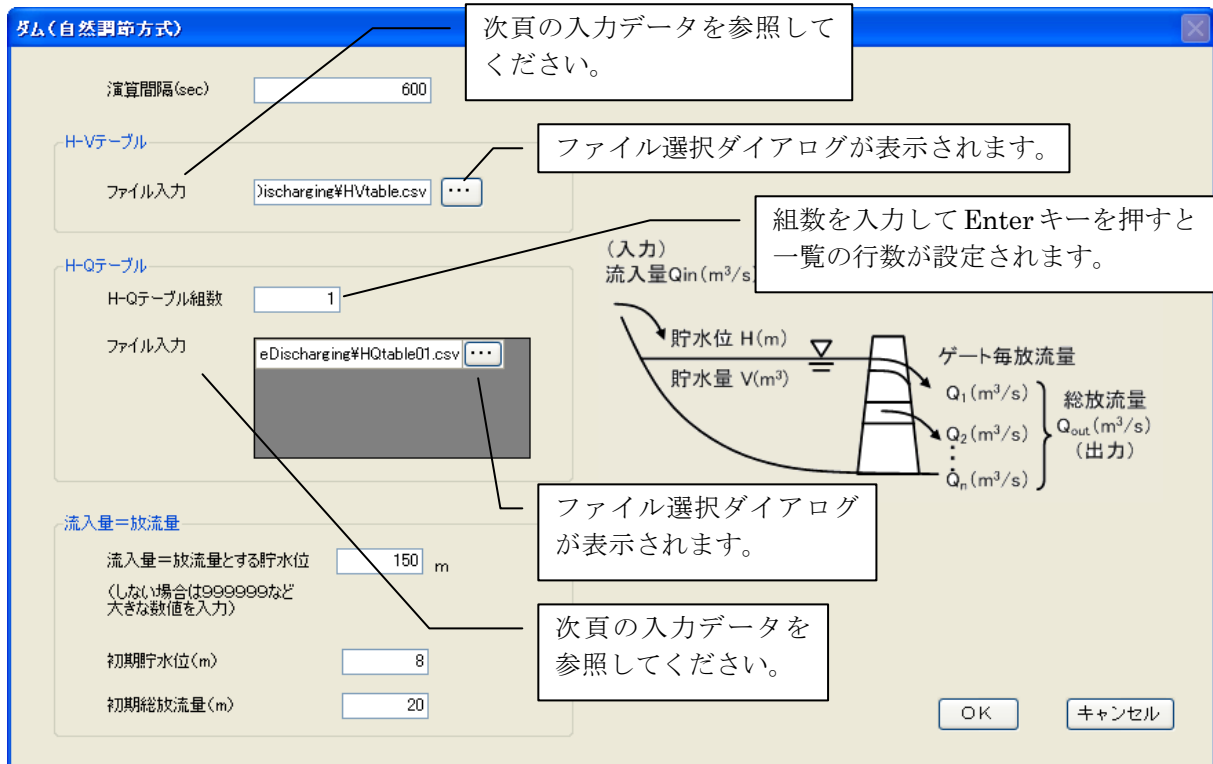 ダム(自然調節方式)
次頁の入力データを参照して
ください。
演算間隔(sec)
600
H-Vテーブル
ファイル選択ダイアログが表示されます。
ファイル入力
Discharging¥HVtable.csv
...
組数を入力して Enter キーを押すと
一覧の行数が設定されます。
H-Qテーブル
H-Qテーブル組数
1
ファイル入力
eDischarging¥HQtable01.csv
...
(入力)
流入量Qin(m³/s)
貯水位 H(m)
貯水量 V(m³)
ゲート毎放流量
Q₁(m³/s)
Q₂(m³/s)
⋮
Qₙ(m³/s)
総放流量
Qout(m³/s)
(出力)
ファイル選択ダイアログ
が表示されます。
流入量=放流量
流入量=放流量とする貯水位
150
m
(しない場合は999999など
大きな数値を入力)
次頁の入力データを
参照してください。
初期貯水位(m)
8
初期総放流量(m)
20
OK
キャンセル